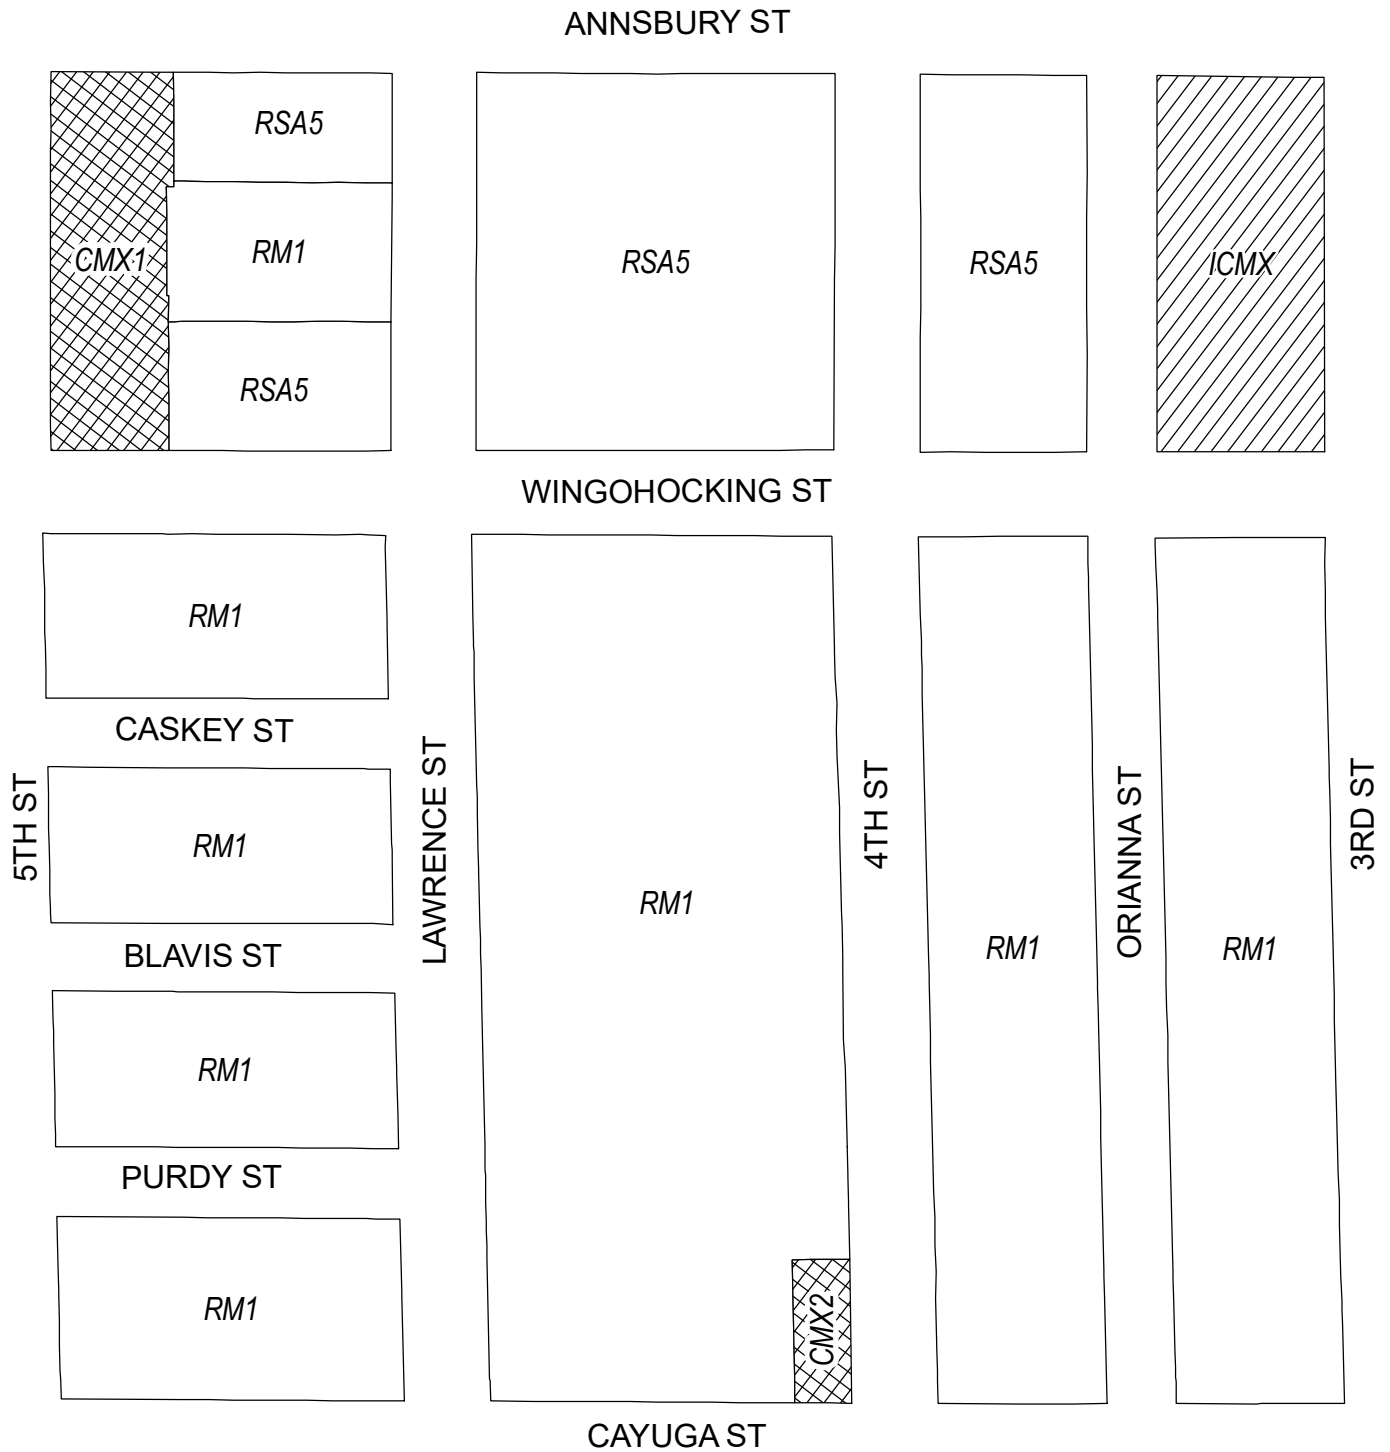 ANNSBURY ST
RSA5
CMX1
RM1
RSA5
RSA5
RSA5
ICMX
WINGOHOCKING ST
RM1
CASKEY ST
5TH ST
RM1
LAWRENCE ST
BLAVIS ST
RM1
PURDY ST
RM1
RM1
CMX2
4TH ST
RM1
ORIANNA ST
RM1
3RD ST
CAYUGA ST